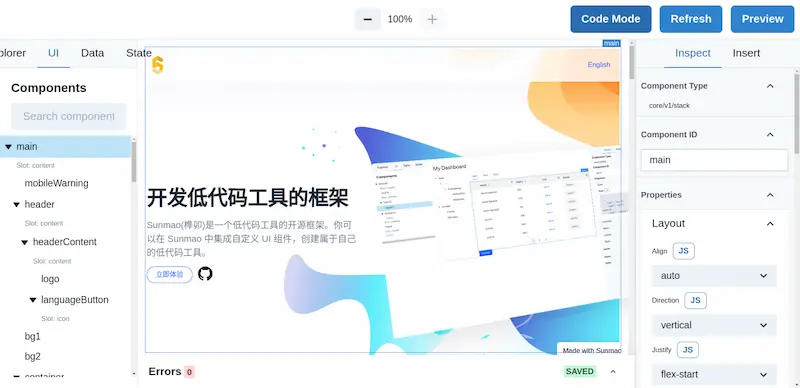 100%
Code Mode
Refresh
Preview
plorer
UI
Data
State
Components
Search component
main
Slot: content
mobileWarning
header
Slot: content
headerContent
Slot: content
logo
languageButton
Slot: icon
bg1
bg2
container
main
English
My Dashboard
开发低代码工具的框架
Sunmao(榫卯)是一个低代码工具的开源框架。你可
以在 Sunmao 中集成自定义 UI 组件，创建属于自己
的低代码工具。
立即体验
Made with Sunmao
Errors 0
SAVED
Inspect
Insert
Component Type
core/v1/stack
Component ID
main
Properties
Layout
Align JS
auto
Direction JS
vertical
Justify JS
flex-start